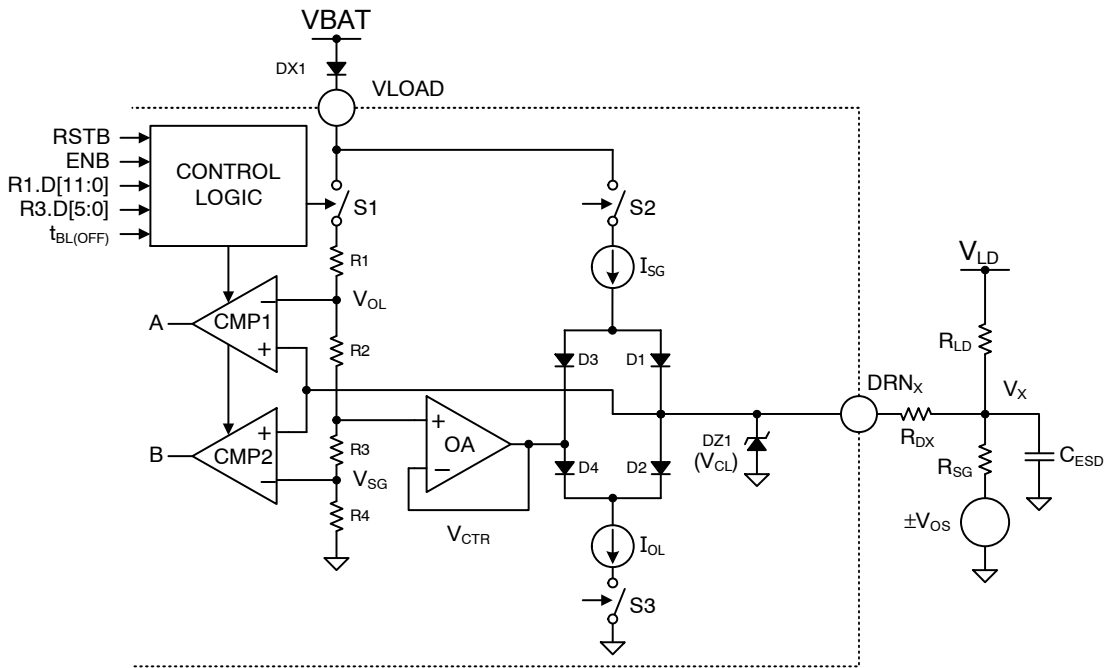 VBAT
DX1
VLOAD
RSTB
ENB
R1.D[11:0]
R3.D[5:0]
tBL(OFF)
CONTROL
LOGIC
S1
S2
R1
ISG
A
−
CMP1
+
VOL
R2
D3
D1
VLD
RLD
DRNX
VX
RDX
B
+
CMP2
−
R3
VSG
R4
+
OA
−
VCTR
D4
D2
DZ1
(VCL)
RSG
CESD
±VOS
IOL
S3